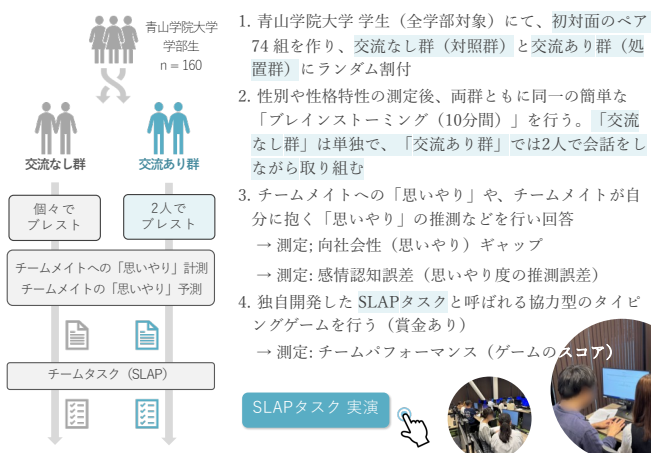 青山学院大学
学部生
n = 160
交流なし群
交流あり群
個々で
ブレスト
2人で
ブレスト
チームメイトへの「思いやり」計測
チームメイトの「思いやり」予測
チームタスク（SLAP）
1. 青山学院大学 学生（全学部対象）にて、初対面のペア
74 組を作り、交流なし群（対照群）と交流あり群（処
置群）にランダム割付
2. 性別や性格特性の測定後、両群ともに同一の簡単な
「ブレインストーミング（10分間）」を行う。「交流
なし群」は単独で、「交流あり群」では2人で会話をし
ながら取り組む
3. チームメイトへの「思いやり」や、チームメイトが自
分に抱く「思いやり」の推測などを行い回答
→ 測定; 向社会性（思いやり）ギャップ
→ 測定: 感情認知誤差（思いやり度の推測誤差）
4. 独自開発した SLAPタスクと呼ばれる協力型のタイピ
ングゲームを行う（賞金あり）
→ 測定: チームパフォーマンス（ゲームのスコア）
SLAPタスク 実演